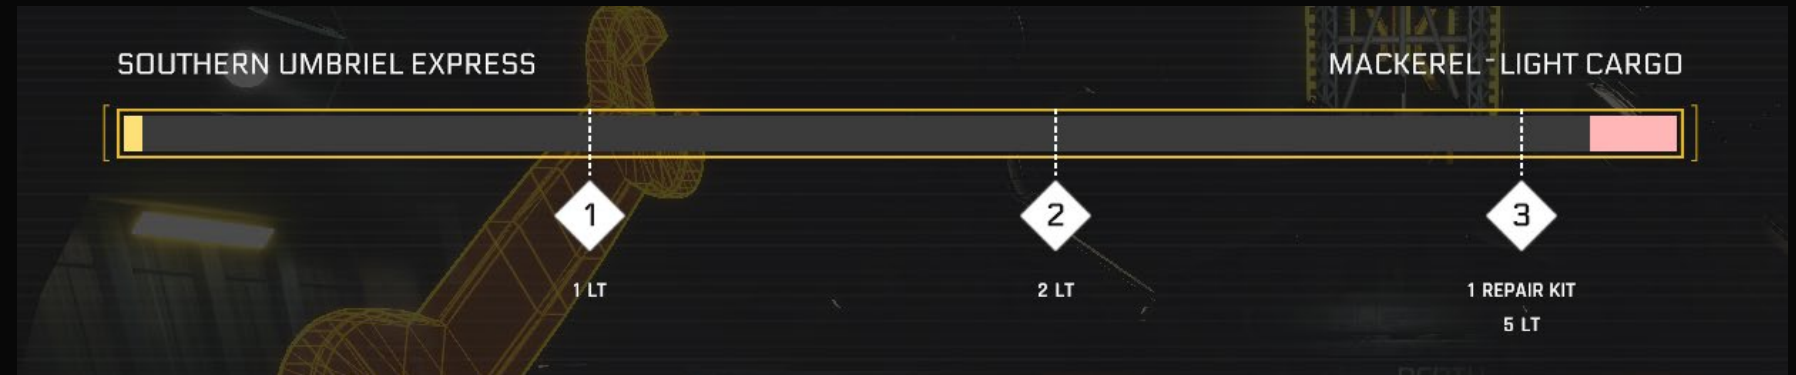 SOUTHERN UMBRIEL EXPRESS
MACKEREL - LIGHT CARGO
1
2
3
1 LT
2 LT
1 REPAIR KIT
5 LT